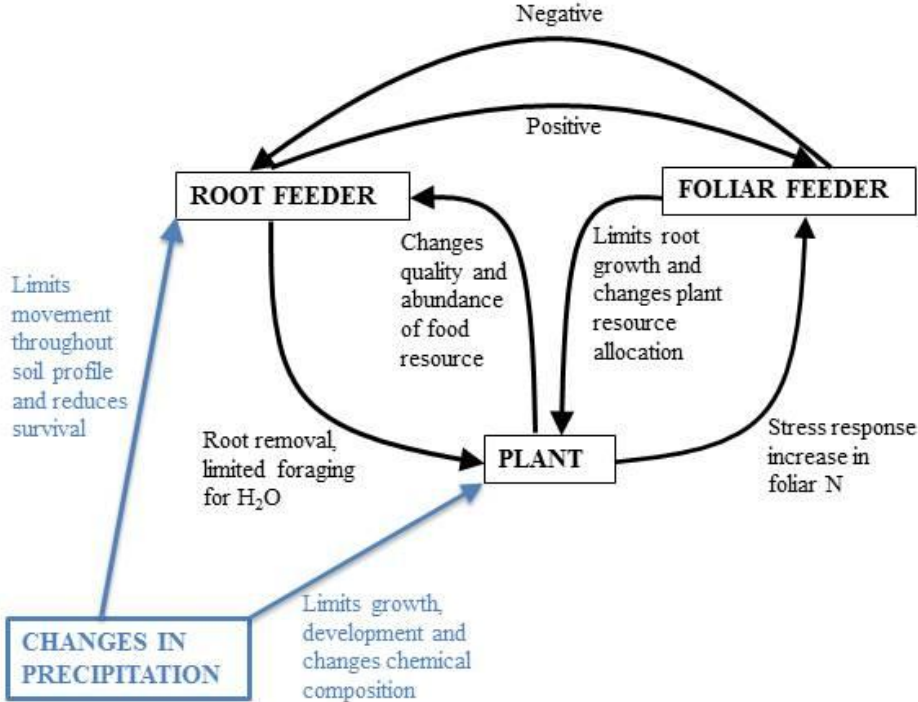 Negative
Positive
ROOT FEEDER
FOLIAR FEEDER
Changes
quality and
abundance
of food
resource
Limits root
growth and
changes plant
resource
allocation
Limits
movement
throughout
soil profile
and reduces
survival
Root removal,
limited foraging
for H₂O
PLANT
Stress response
increase in
foliar N
CHANGES IN
PRECIPITATION
Limits growth,
development and
changes chemical
composition